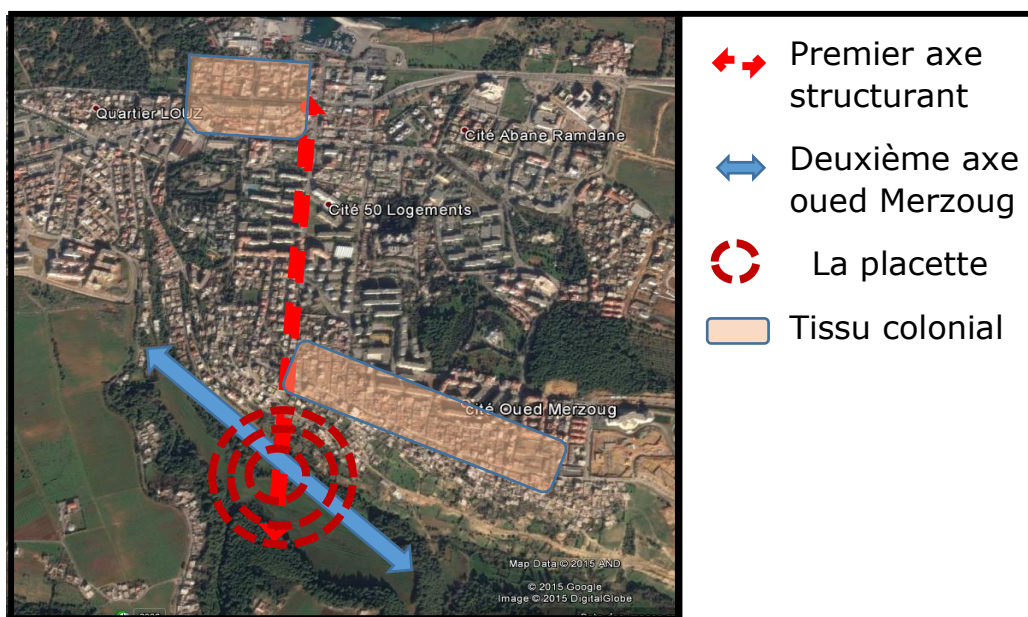 Quartier LOUZ
Cité Abane Ramdane
Cité 50 Logements
Cité Oued Merzoug
Map Data © 2015 AND
© 2015 Google
Image © 2015 DigitalGlobe
Premier axe
structurant
Deuxième axe
oued Merzoug
La placette
Tissu colonial